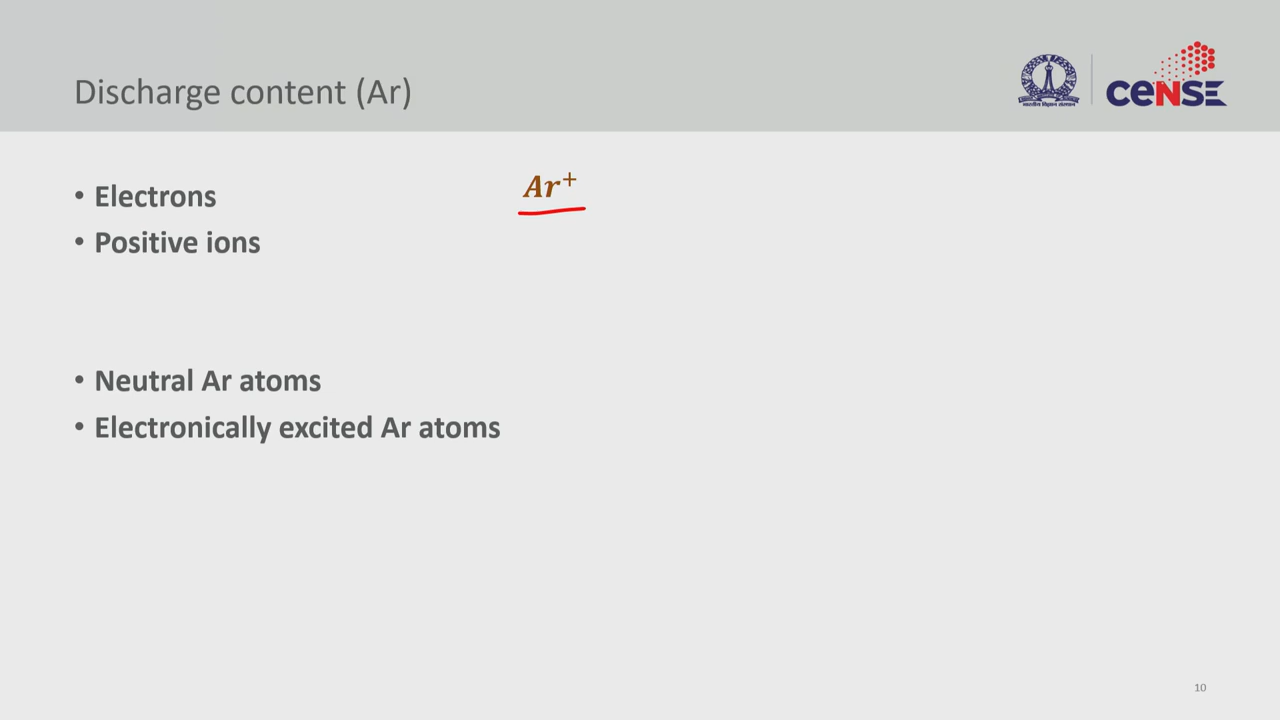 Discharge content (Ar)
ceNSE
• Electrons
Ar⁺
• Positive ions
• Neutral Ar atoms
• Electronically excited Ar atoms
10